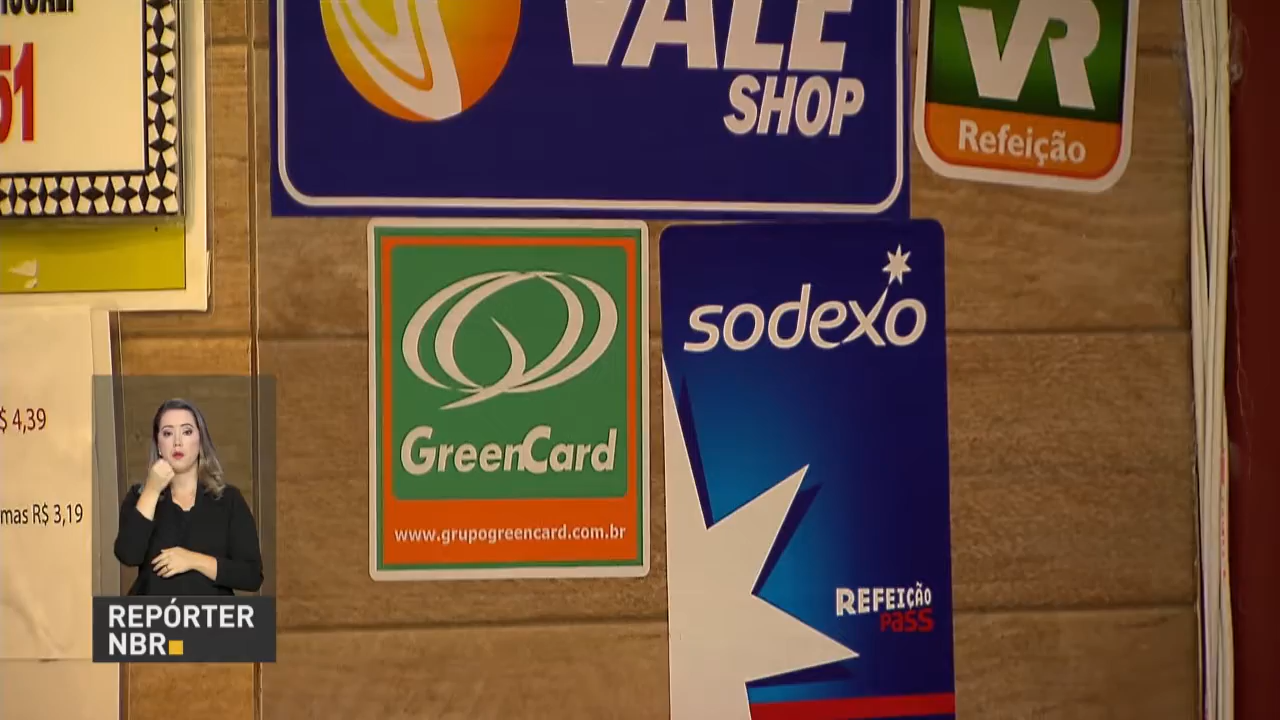 51
VALE
SHOP
VR
Refeição
sodexo
GreenCard
www.grupogreencard.com.br
$ 4,39
mas R$ 3,19
REFEIÇÃO
PASS
REPÓRTER
NBR